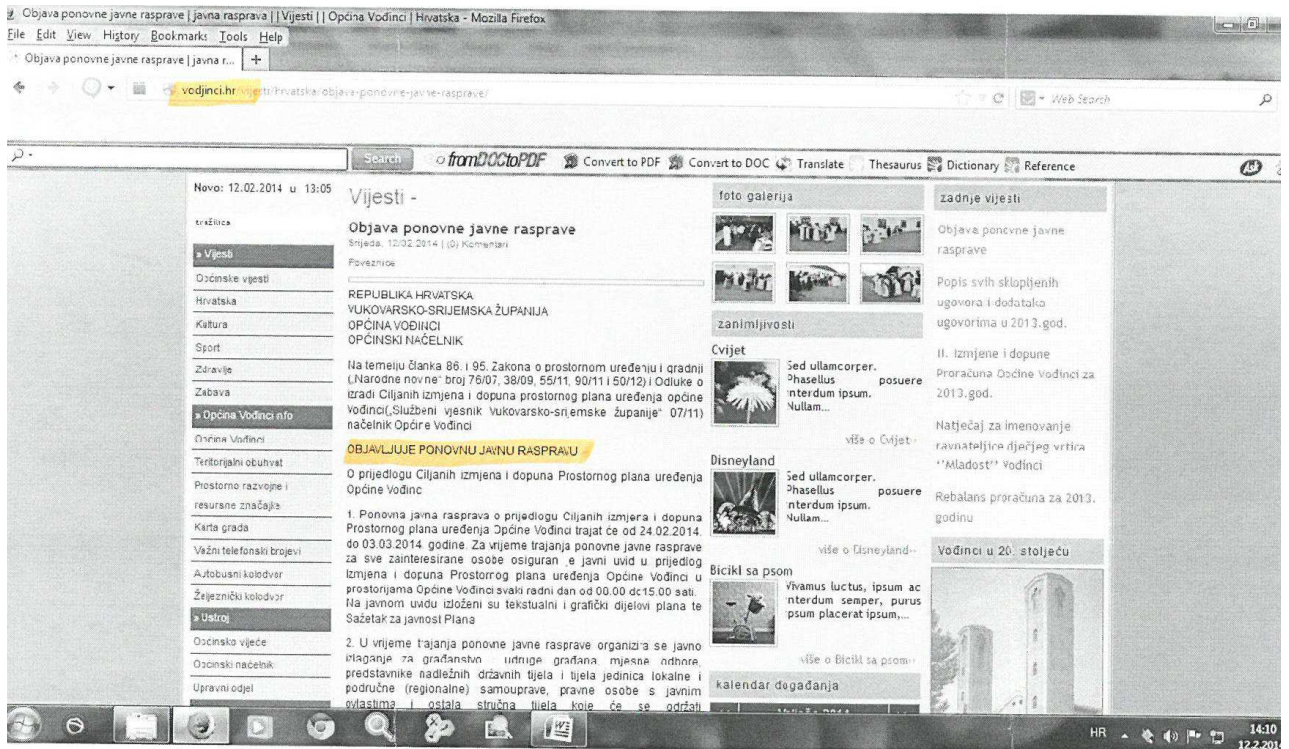 Objava ponovne javne rasprave | javna rasprava | | Vijesti | | Općina Vođinci | Hrvatska - Mozilla Firefox
File Edit View History Bookmarks Tools Help
Objava ponovne javne rasprave | javna r... +
vodjinci.hr/vijesti/hrvatska/objava-ponovne-javne-rasprave/
Web Search
Search
fromDOCtoPDF Convert to PDF Convert to DOC Translate Thesaurus Dictionary Reference
Ask
Novo: 12.02.2014 u 13:05
tražilica
» Vijesti
Općinske vijesti
Hrvatska
Kultura
Sport
Zdravlje
Zabava
» Općina Vođinci info
Općina Vođinci
Teritorijalni obuhvat
Prostorno razvojne i
resursne značajke
Karta grada
Važni telefonski brojevi
Autobusni kolodvor
Željeznički kolodvor
» Ustroj
Općinsko vijeće
Općinski načelnik
Upravni odjel
Vijesti -
Objava ponovne javne rasprave
Srijeda, 12/02 2014 | (0) Komentari
Poveznice
REPUBLIKA HRVATSKA
VUKOVARSKO-SRIJEMSKA ŽUPANIJA
OPĆINA VOĐINCI
OPĆINSKI NAČELNIK
Na temelju članka 86. i 95. Zakona o prostornom uređenju i gradnji
(„Narodne novine“ broj 76/07, 38/09, 55/11, 90/11 i 50/12) i Odluke o
izradi Ciljanih izmjena i dopuna prostornog plana uređenja općine
Vođinci(„Službeni vjesnik Vukovarsko-srijemske županije“ 07/11)
načelnik Općine Vođinci
OBJAVLJUJE PONOVNU JAVNU RASPRAVU
O prijedlogu Ciljanih izmjena i dopuna Prostornog plana uređenja
Općine Vođinc
1. Ponovna javna rasprava o prijedlogu Ciljanih izmjena i dopuna
Prostornog plana uređenja Općine Vođinci trajat će od 24.02.2014.
do 03.03.2014. godine. Za vrijeme trajanja ponovne javne rasprave
za sve zainteresirane osobe osiguran je javni uvid u prijedlog
Izmjena i dopuna Prostornog plana uređenja Općine Vođinci u
prostorijama Općine Vođinci svaki radni dan od 00.00 do 15.00 sati.
Na javnom uvidu izloženi su tekstualni i grafički dijelovi plana te
Sažetak za javnost Plana
2. U vrijeme trajanja ponovne javne rasprave organizira se javno
izlaganje za građanstvo udruge građana, mjesne odbore,
predstavnike nadležnih državnih tijela i tijela jedinica lokalne i
područne (regionalne) samouprave, pravne osobe s javnim
ovlastima i ostala stručna tijela koje će se održati
foto galerija
zanimljivosti
Cvijet
Sed ullamcorper.
Phasellus posuere
interdum ipsum.
Nullam...
više o Cvijet»
Disneyland
Sed ullamcorper.
Phasellus posuere
interdum ipsum.
Nullam...
više o Disneyland»
Bicikl sa psom
Vivamus luctus, ipsum ac
interdum semper, purus
ipsum placerat ipsum,...
više o Bicikl sa psom»
kalendar događanja
zadnje vijesti
Objava ponovne javne
rasprave
Popis svih sklopljenih
ugovora i dodataka
ugovorima u 2013.god.
II. Izmjene i dopune
Proračuna Općine Vođinci za
2013.god.
Natječaj za imenovanje
ravnateljice dječjeg vrtića
''Mladost'' Vođinci
Rebalans proračuna za 2013.
godinu
Vođinci u 20. stoljeću
HR
14:10
12.2.2014